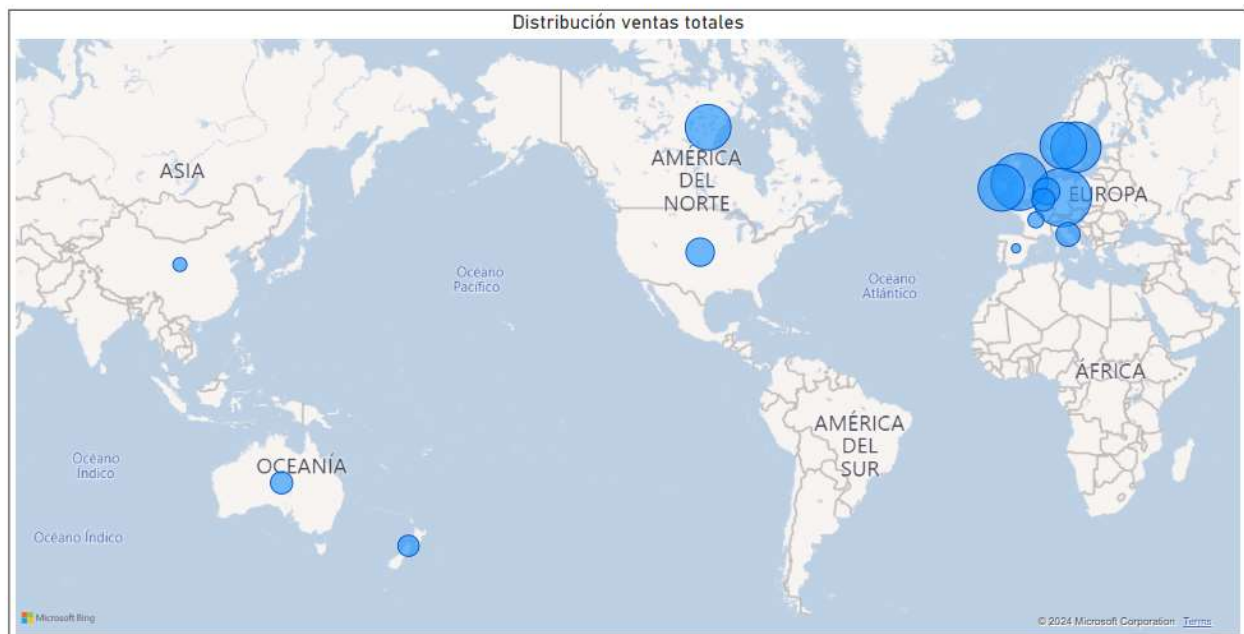 Distribución ventas totales
ASIA
AMÉRICA
DEL
NORTE
EUROPA
Océano
Pacífico
Océano
Atlántico
ÁFRICA
AMÉRICA
DEL
SUR
OCEANÍA
Océano
Índico
Océano Índico
Microsoft Bing
© 2024 Microsoft Corporation Terms